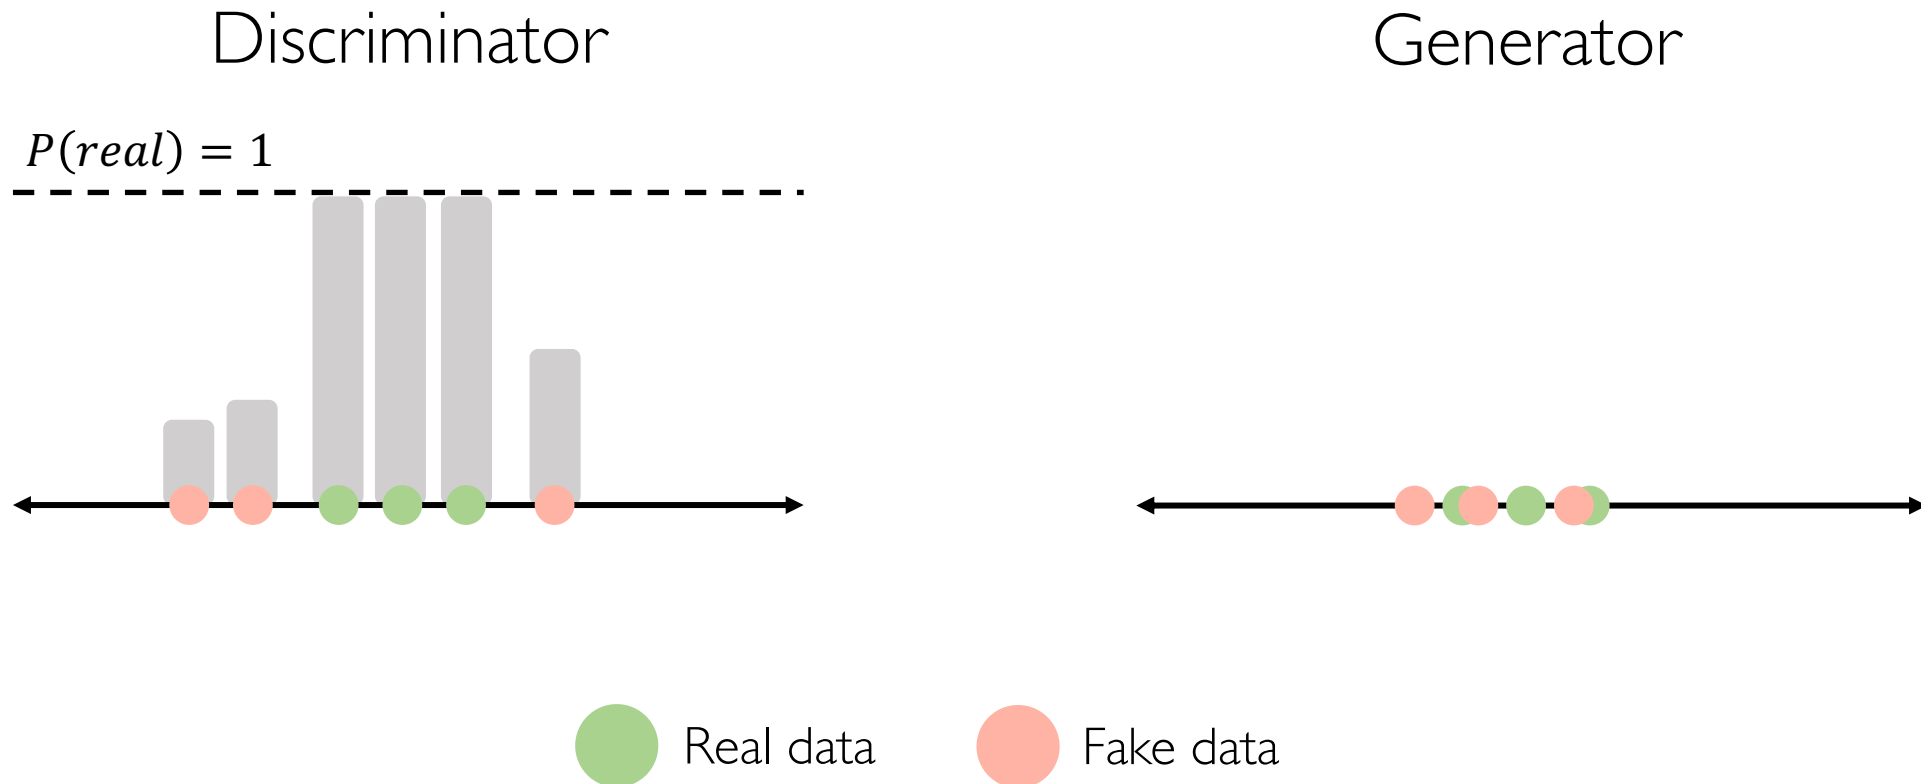 Discriminator
Generator
P(real) = 1
Real data
Fake data